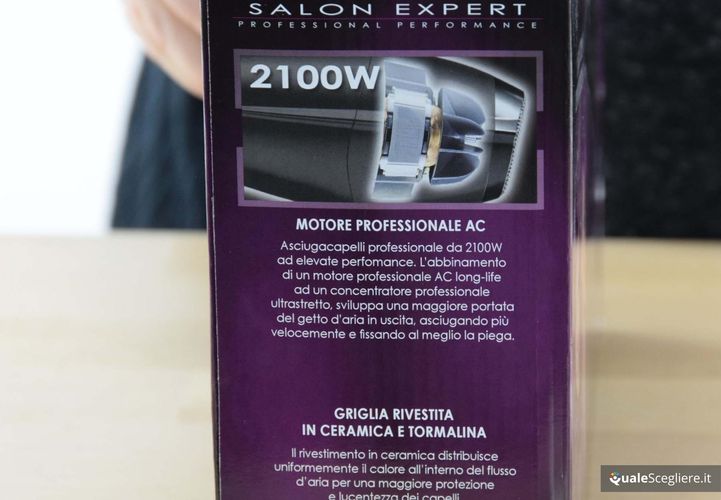 SALON EXPERT
PROFESSIONAL PERFORMANCE
2100W
MOTORE PROFESSIONALE AC
Asciugacapelli professionale da 2100W
ad elevate perfomance. L'abbinamento
di un motore professionale AC long-life
ad un concentratore professionale
ultrastretto, sviluppa una maggiore portata
del getto d'aria in uscita, asciugando più
velocemente e fissando al meglio la piega.
GRIGLIA RIVESTITA
IN CERAMICA E TORMALINA
Il rivestimento in ceramica distribuisce
uniformemente il calore all'interno del flusso
d'aria per una maggiore protezione
e lucentezza dei capelli
QualeScegliere.it